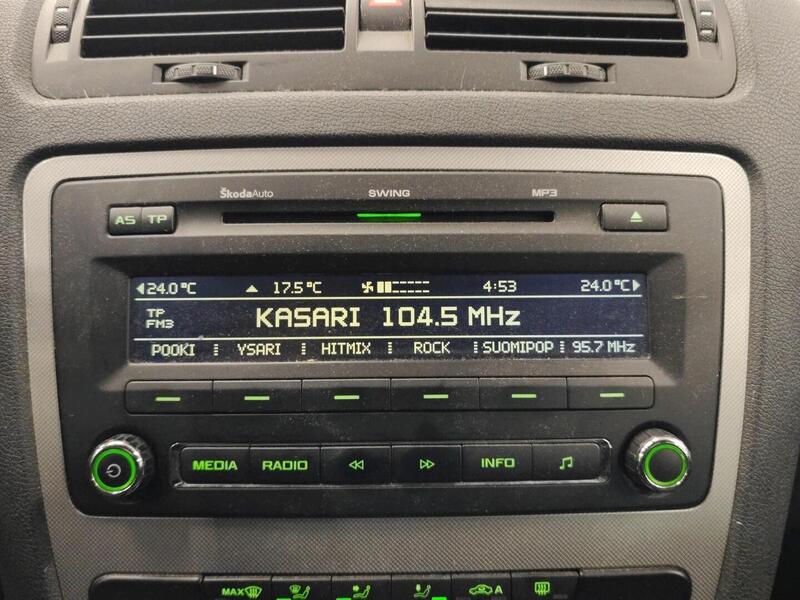 ŠkodaAuto SWING MP3
AS TP
24.0°C 17.5°C 4:53 24.0°C
TP
FM3
KASARI 104.5 MHz
POOKI YSARI HITMIX ROCK SUOMIPOP 95.7 MHz
MEDIA RADIO INFO
MAX A